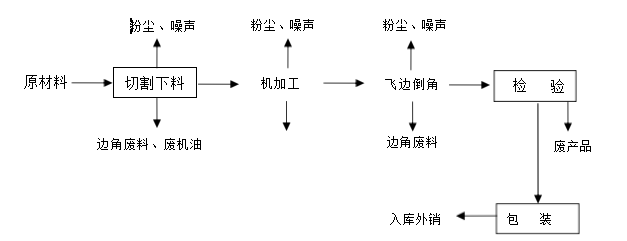 粉尘、噪声
粉尘、噪声
粉尘、噪声
原材料
切割下料
机加工
飞边倒角
检 验
边角废料、废机油
边角废料
废产品
入库外销
包 装